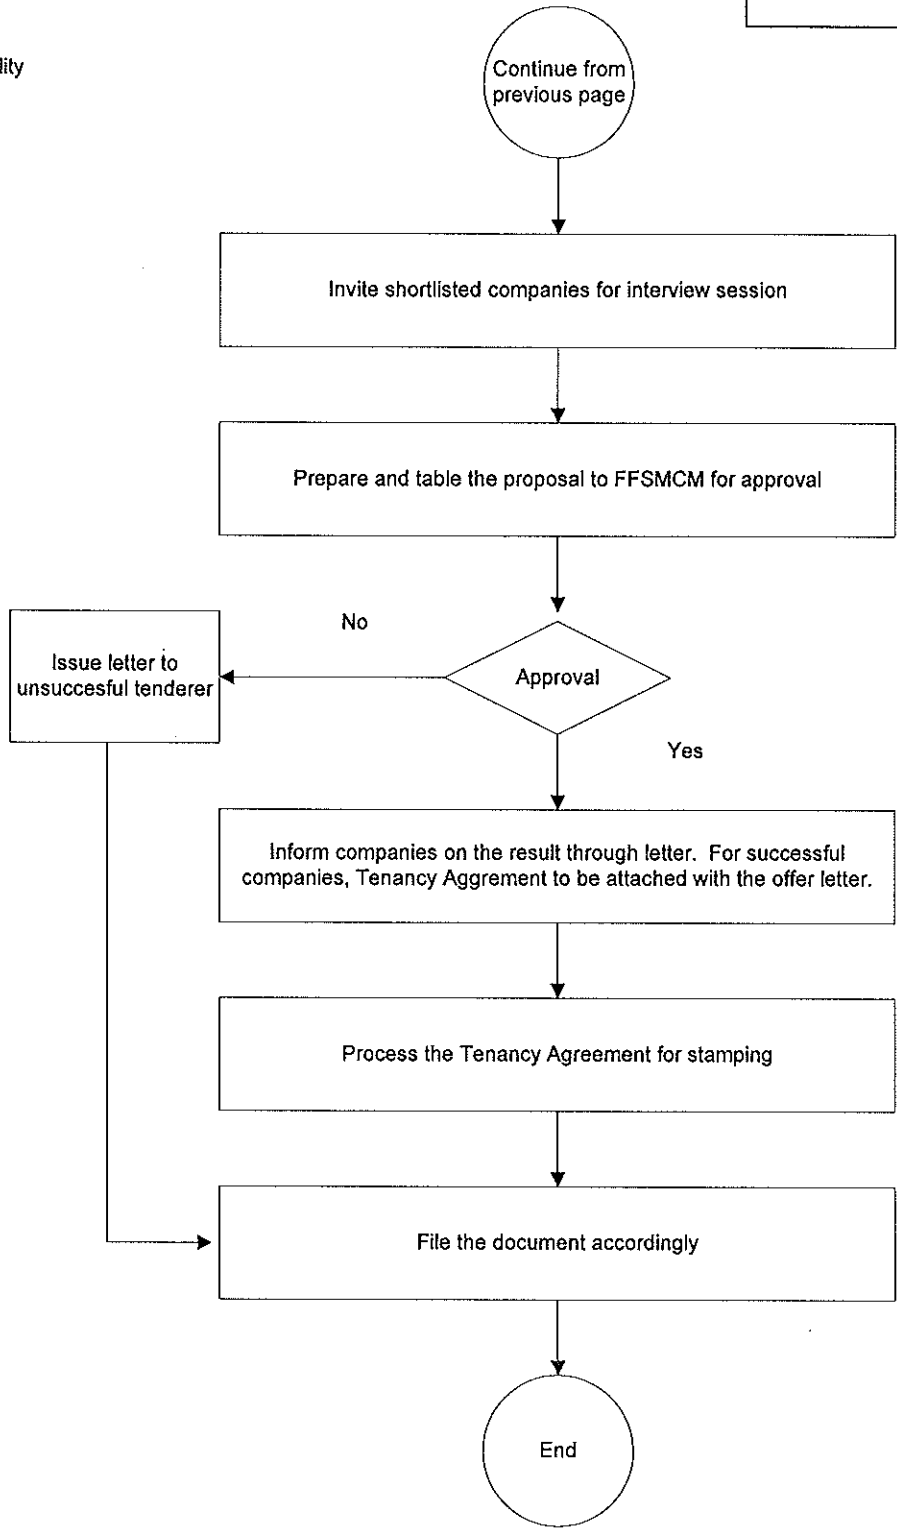 lity
Continue from
previous page
Invite shortlisted companies for interview session
Prepare and table the proposal to FFSMCM for approval
No
Issue letter to
unsuccesful tenderer
Approval
Yes
Inform companies on the result through letter. For successful
companies, Tenancy Aggrement to be attached with the offer letter.
Process the Tenancy Agreement for stamping
File the document accordingly
End